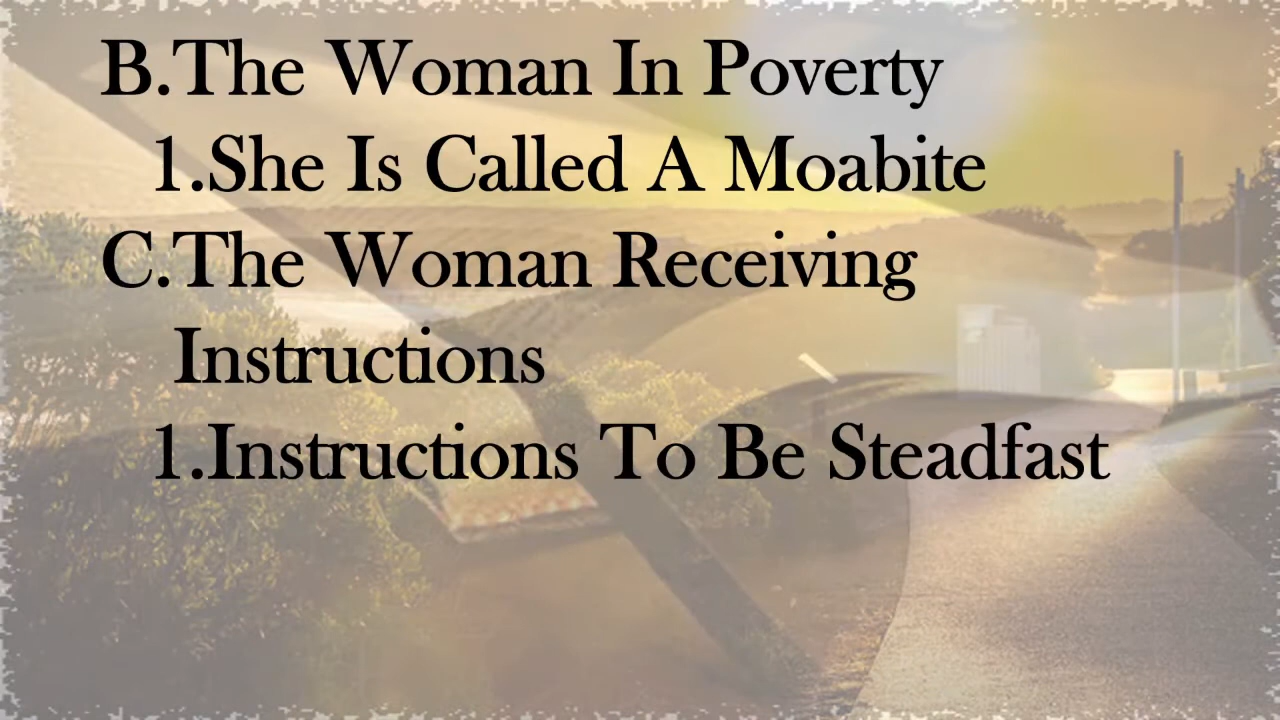 B.The Woman In Poverty
1.She Is Called A Moabite
C.The Woman Receiving
Instructions
1.Instructions To Be Steadfast